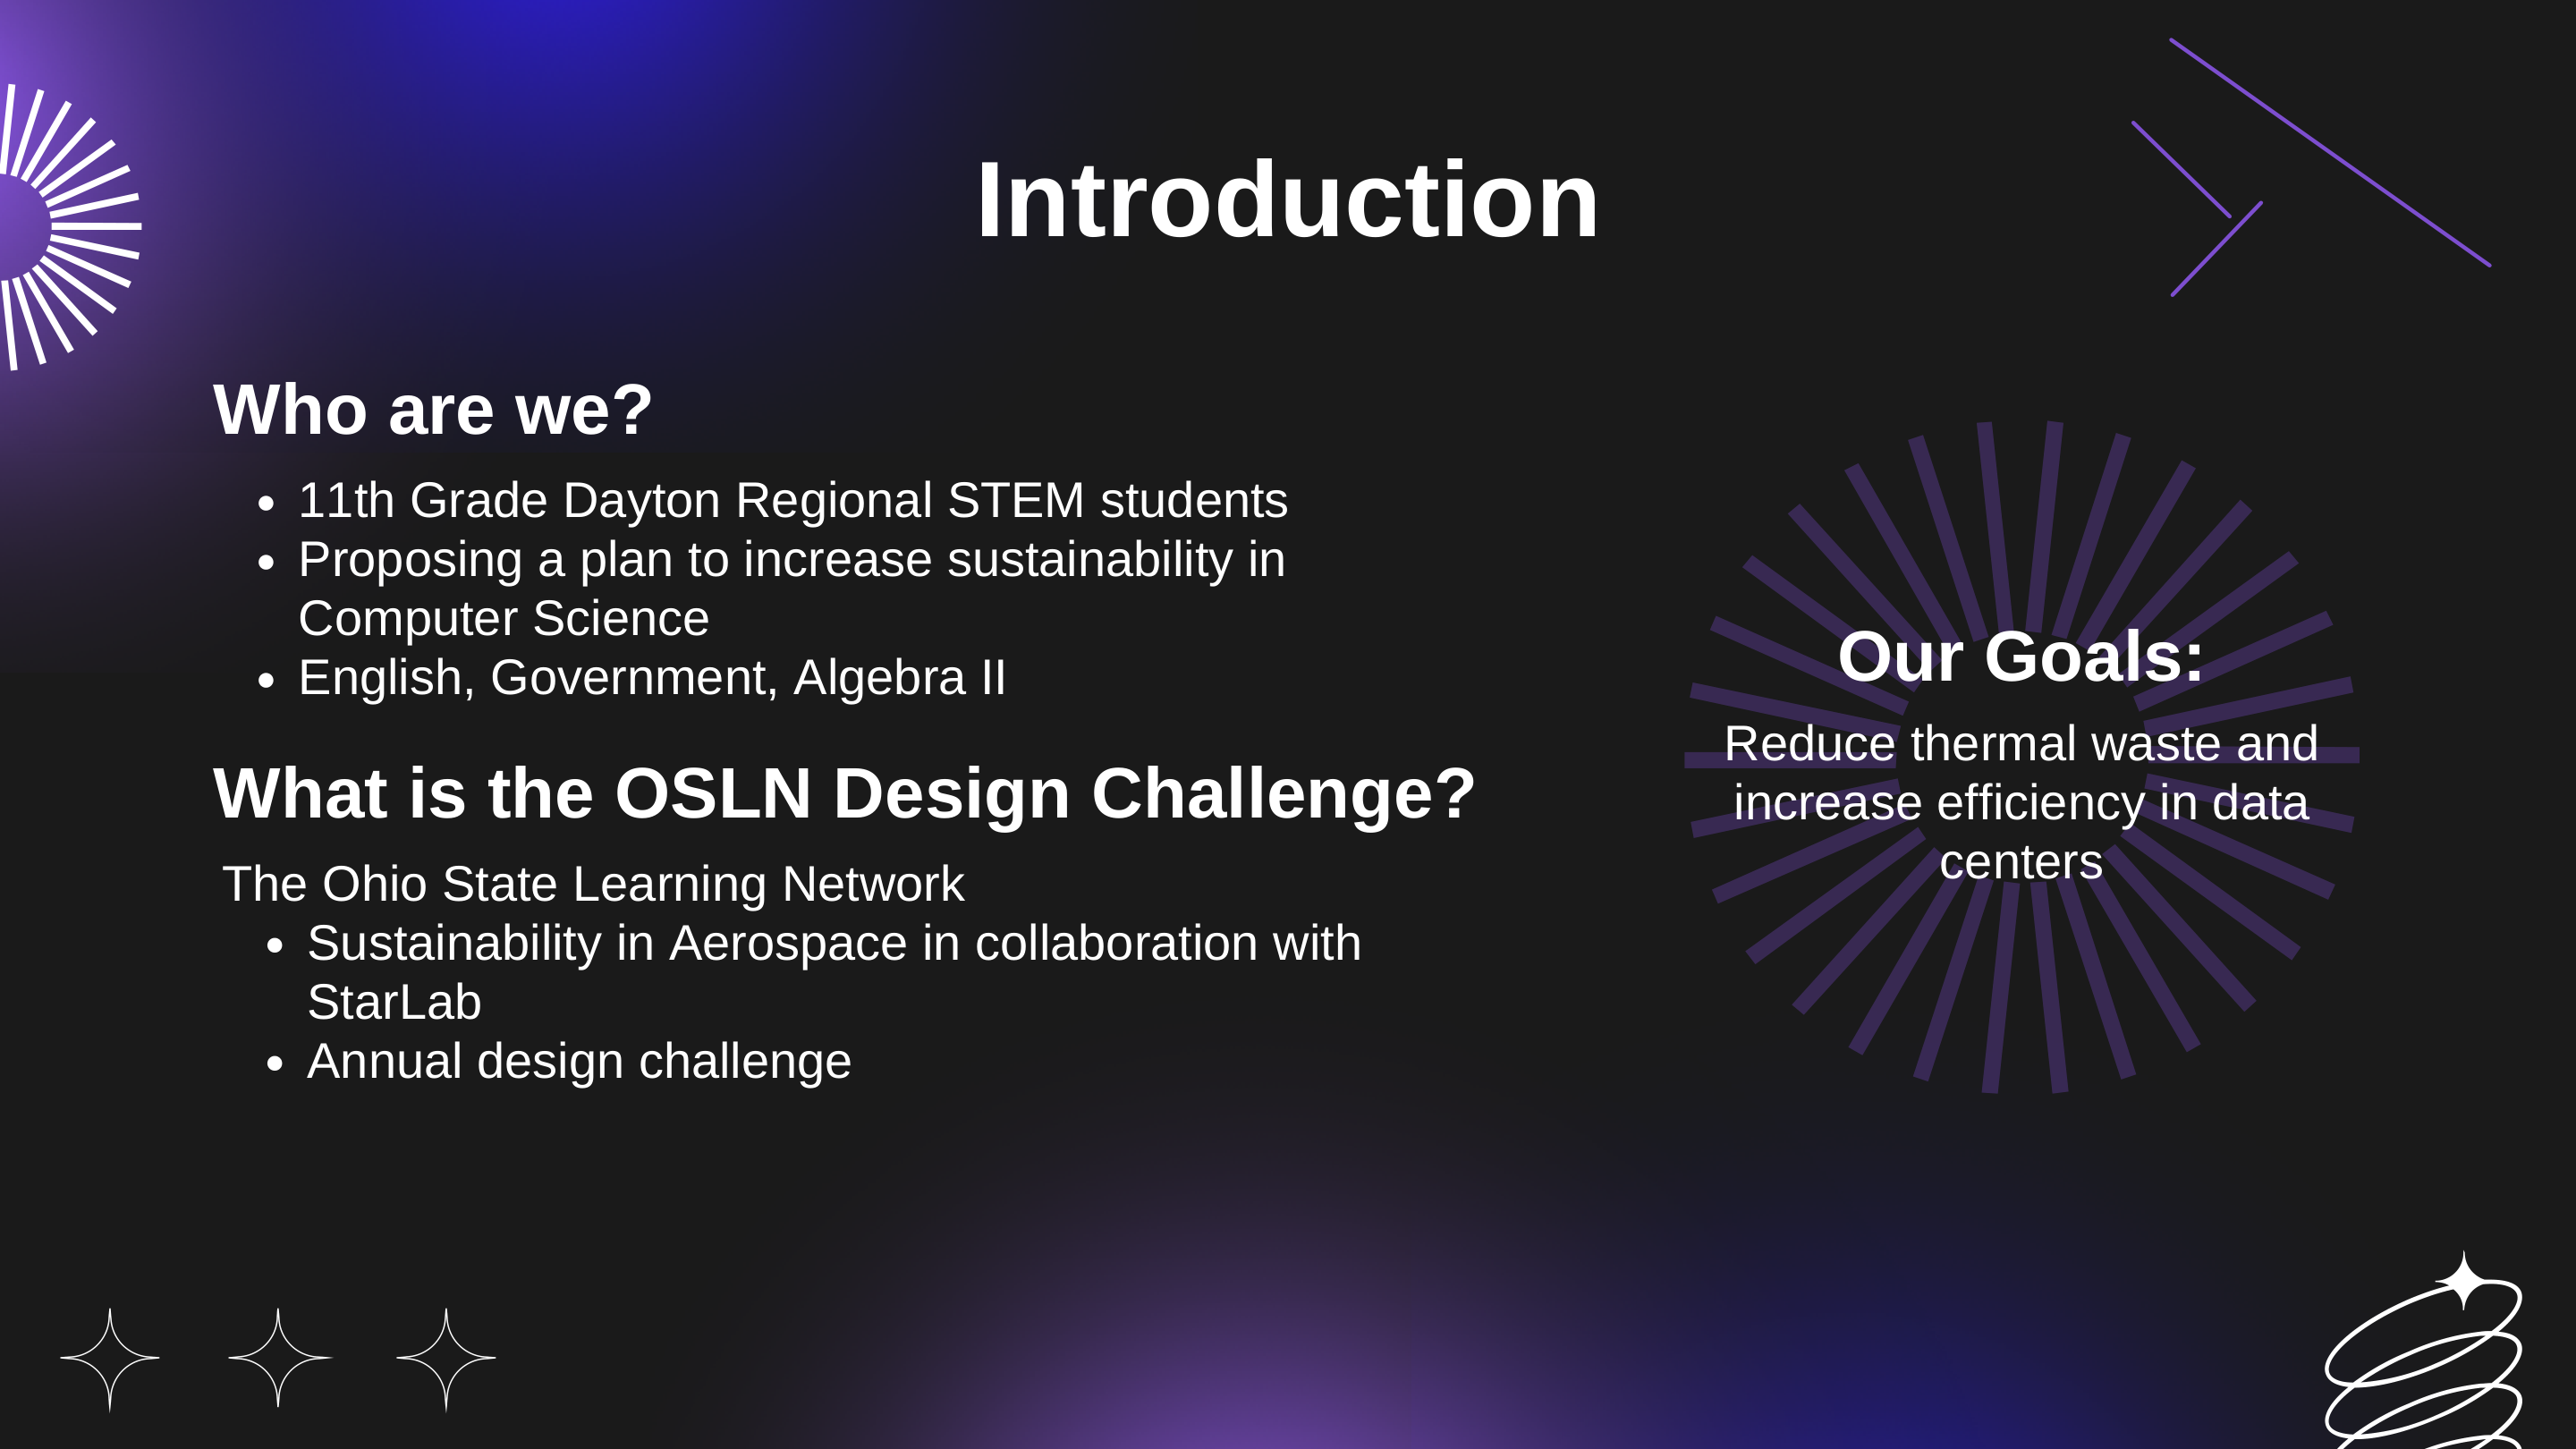 Introduction
Who are we?
• 11th Grade Dayton Regional STEM students
• Proposing a plan to increase sustainability in
Computer Science
• English, Government, Algebra II
What is the OSLN Design Challenge?
The Ohio State Learning Network
• Sustainability in Aerospace in collaboration with
StarLab
• Annual design challenge
Our Goals:
Reduce thermal waste and
increase efficiency in data
centers